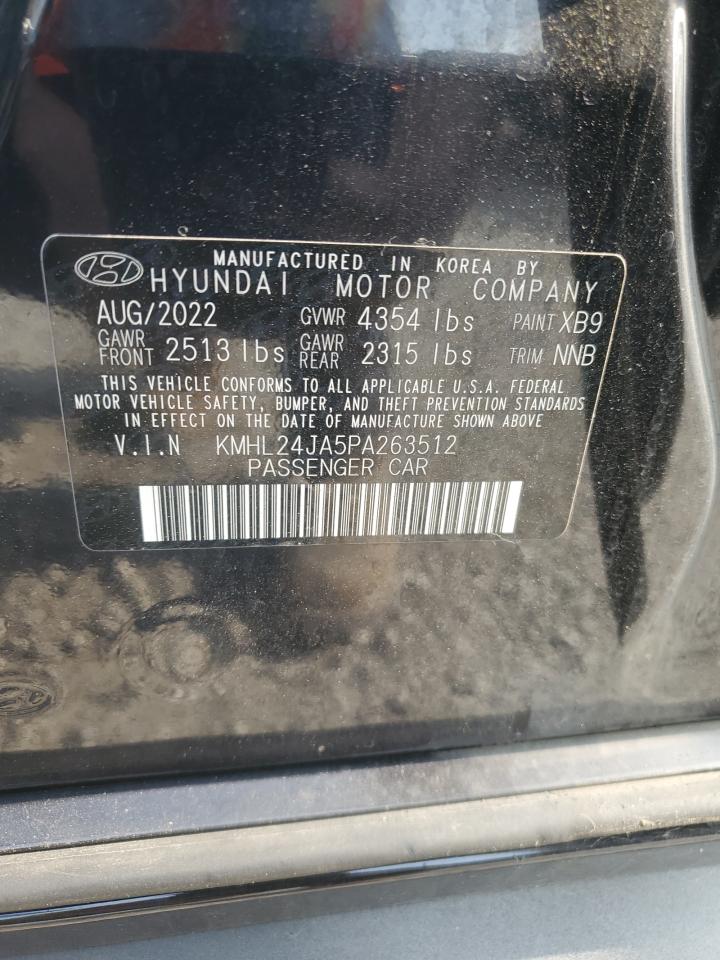 MANUFACTURED IN KOREA BY
HYUNDAI MOTOR COMPANY
AUG/2022 GVWR 4354 lbs PAINT XB9
GAWR FRONT 2513 lbs GAWR REAR 2315 lbs TRIM NNB
THIS VEHICLE CONFORMS TO ALL APPLICABLE U.S.A. FEDERAL
MOTOR VEHICLE SAFETY, BUMPER, AND THEFT PREVENTION STANDARDS
IN EFFECT ON THE DATE OF MANUFACTURE SHOWN ABOVE
V.I.N KMHL24JA5PA263512
PASSENGER CAR